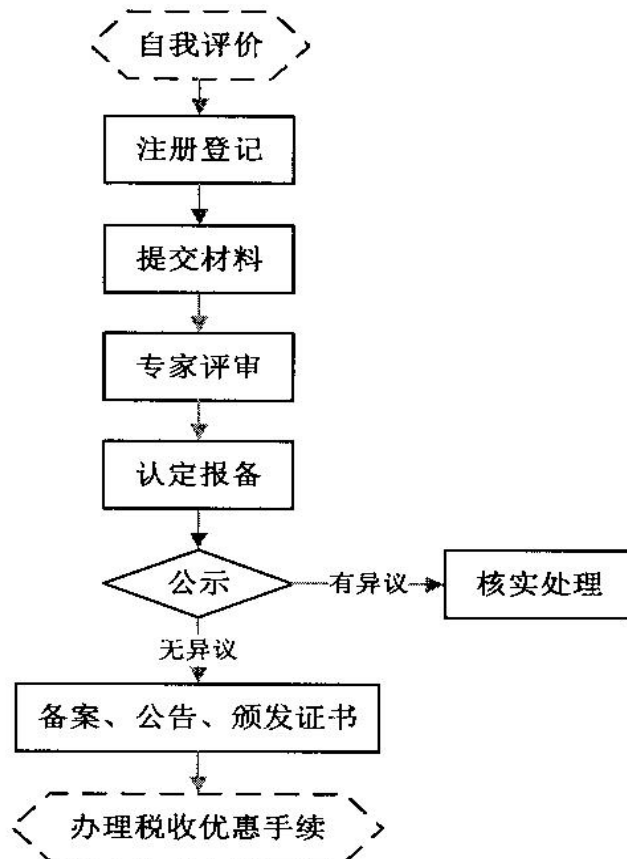 自我评价
注册登记
提交材料
专家评审
认定报备
公示
有异议
核实处理
无异议
备案、公告、颁发证书
办理税收优惠手续